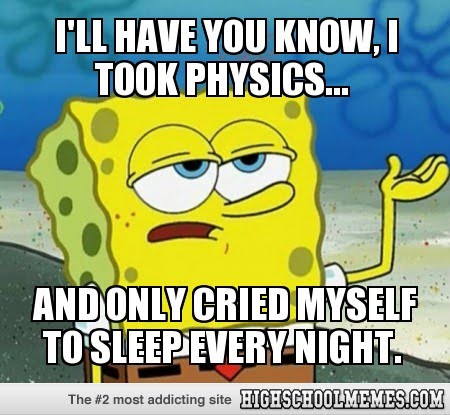 I'LL HAVE YOU KNOW, I
TOOK PHYSICS...
AND ONLY CRIED MYSELF
TO SLEEP EVERY NIGHT.
The #2 most addicting site HIGHSCHOOLMEMES.COM